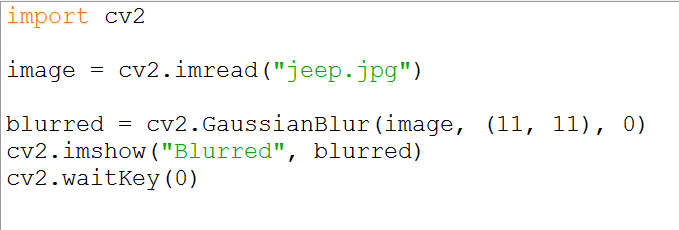 import cv2
image = cv2.imread("jeep.jpg")
blurred = cv2.GaussianBlur(image, (11, 11), 0)
cv2.imshow("Blurred", blurred)
cv2.waitKey(0)